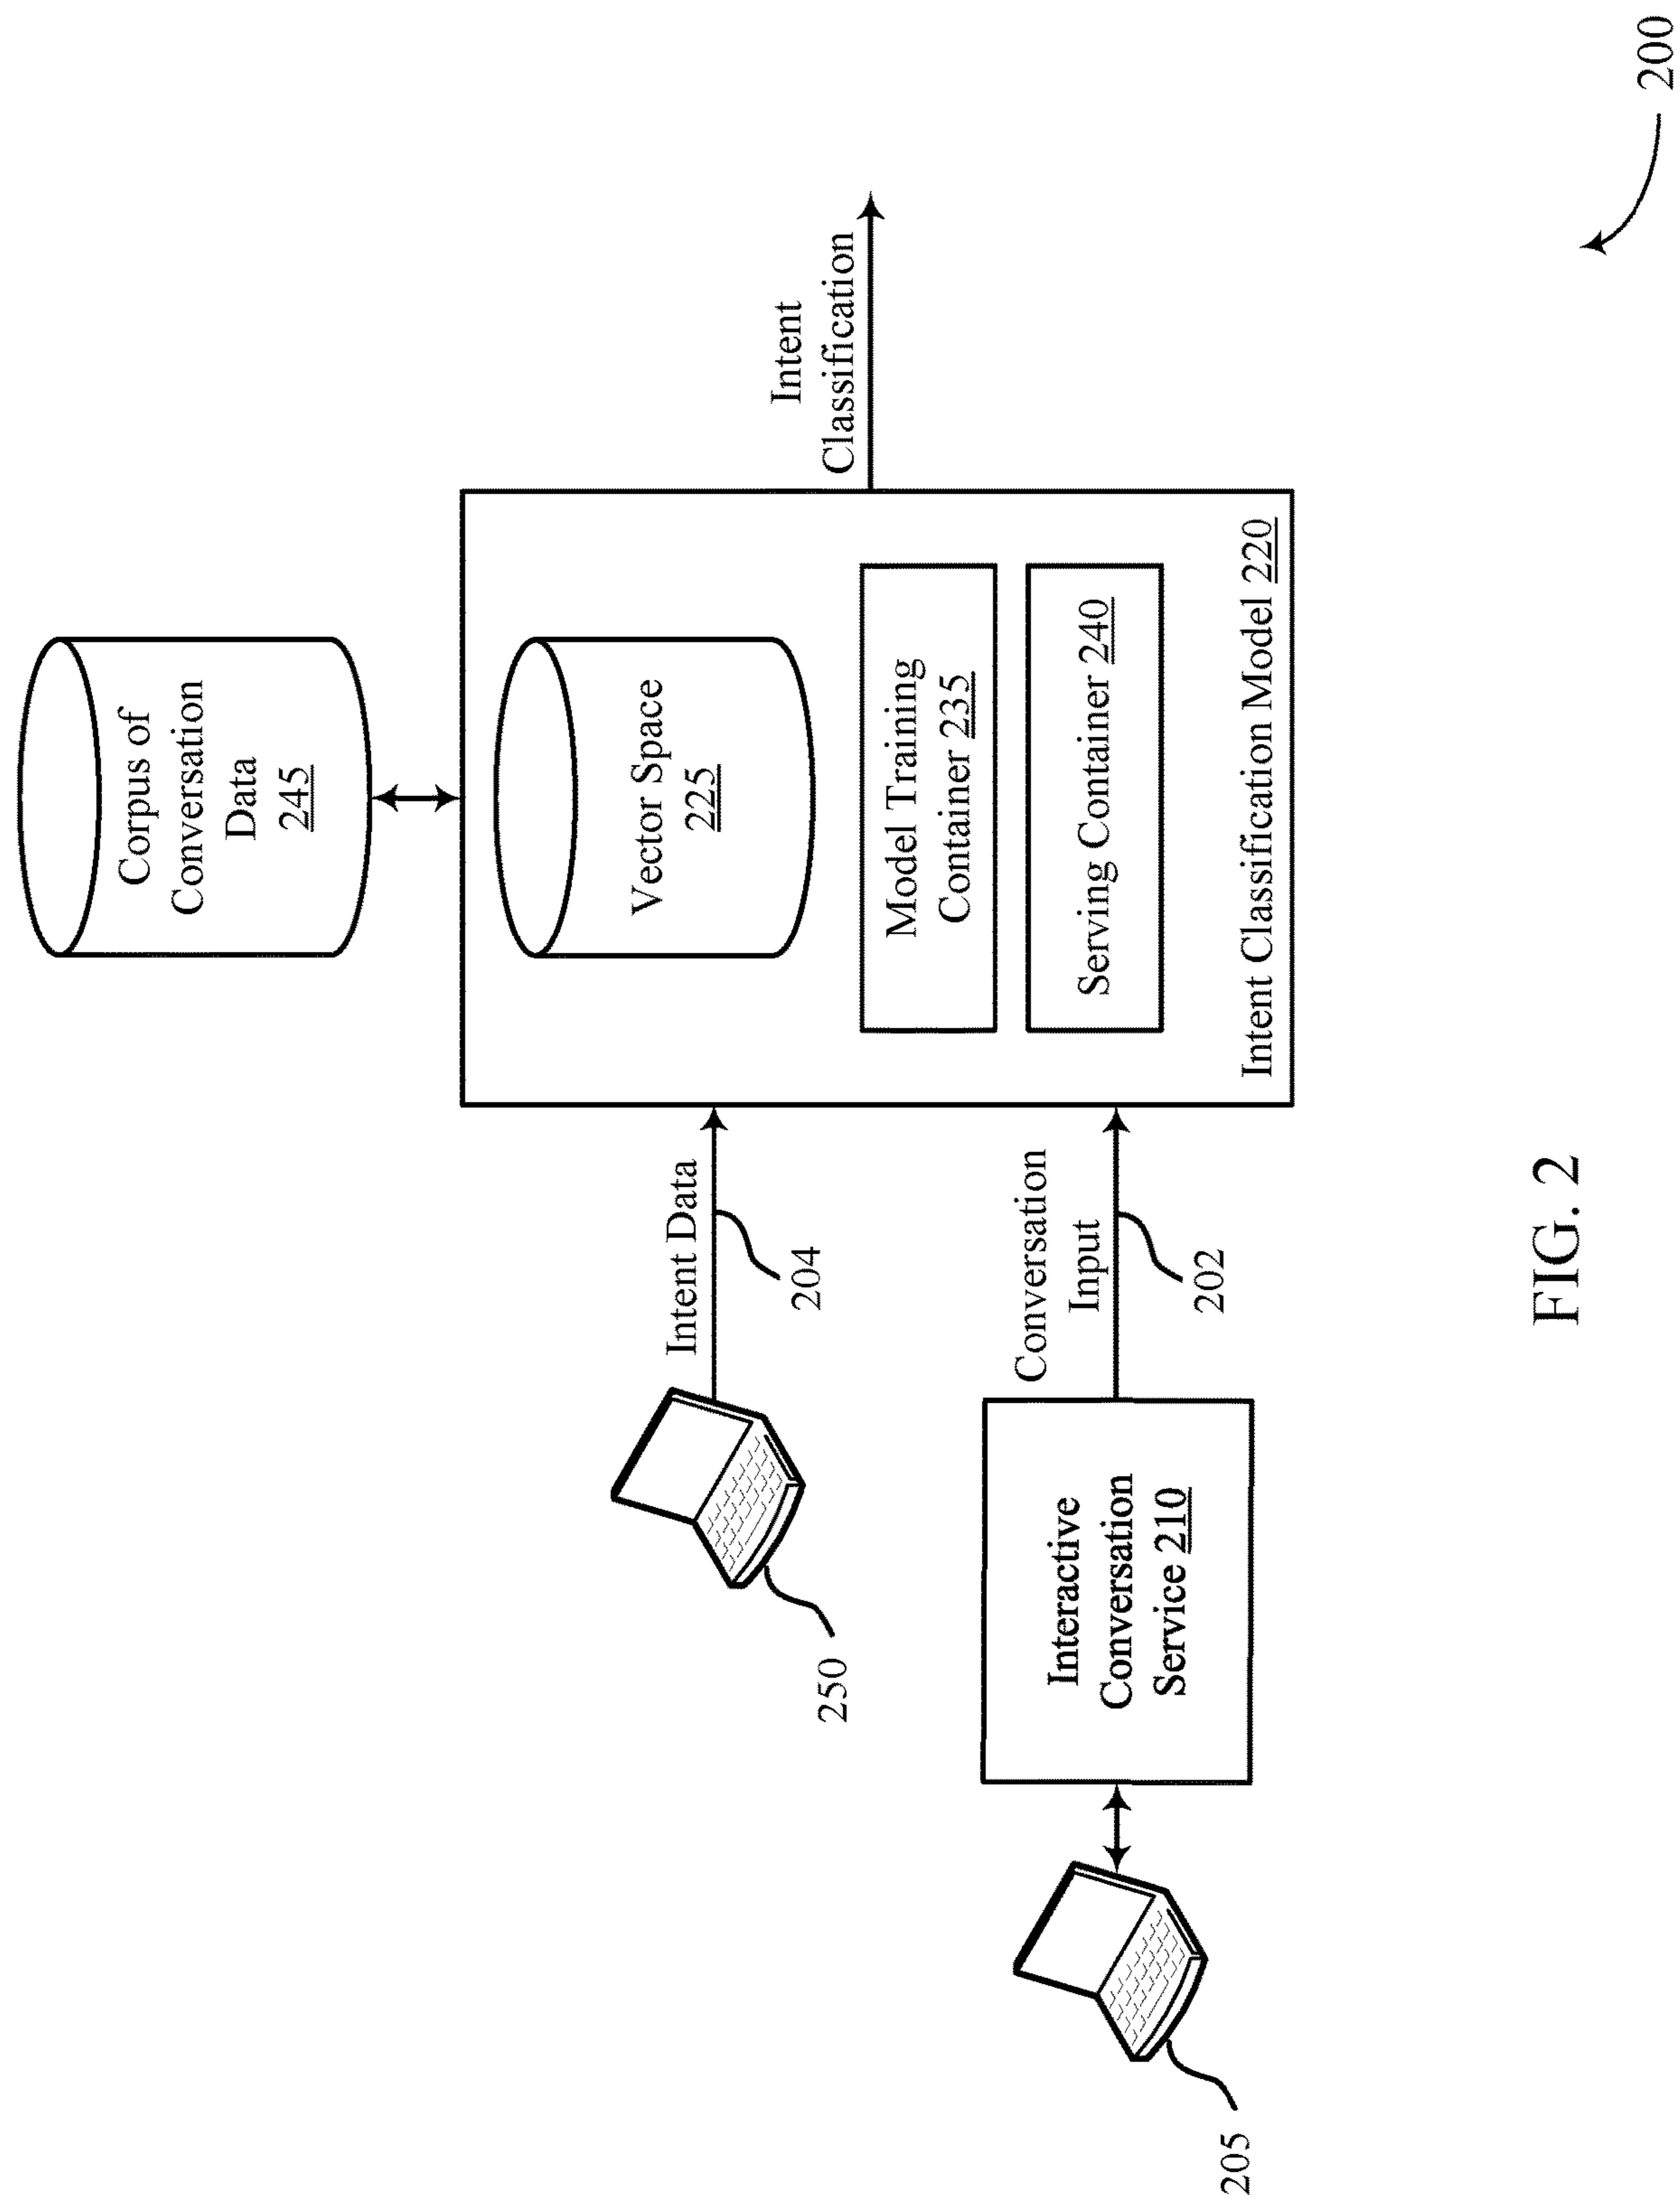 Corpus of
Conversation
Data
245
Vector Space
225
Model Training
Container 235
Serving Container 240
Intent Classification Model 220
Intent Data
204
250
Conversation
Input
202
Interactive
Conversation
Service 210
205
Intent
Classification
200
FIG. 2